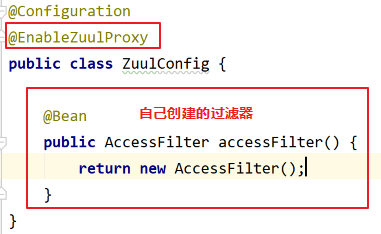 @Configuration
@EnableZuulProxy
public class ZuulConfig {
@Bean 自己创建的过滤器
public AccessFilter accessFilter() {
return new AccessFilter();
}
}